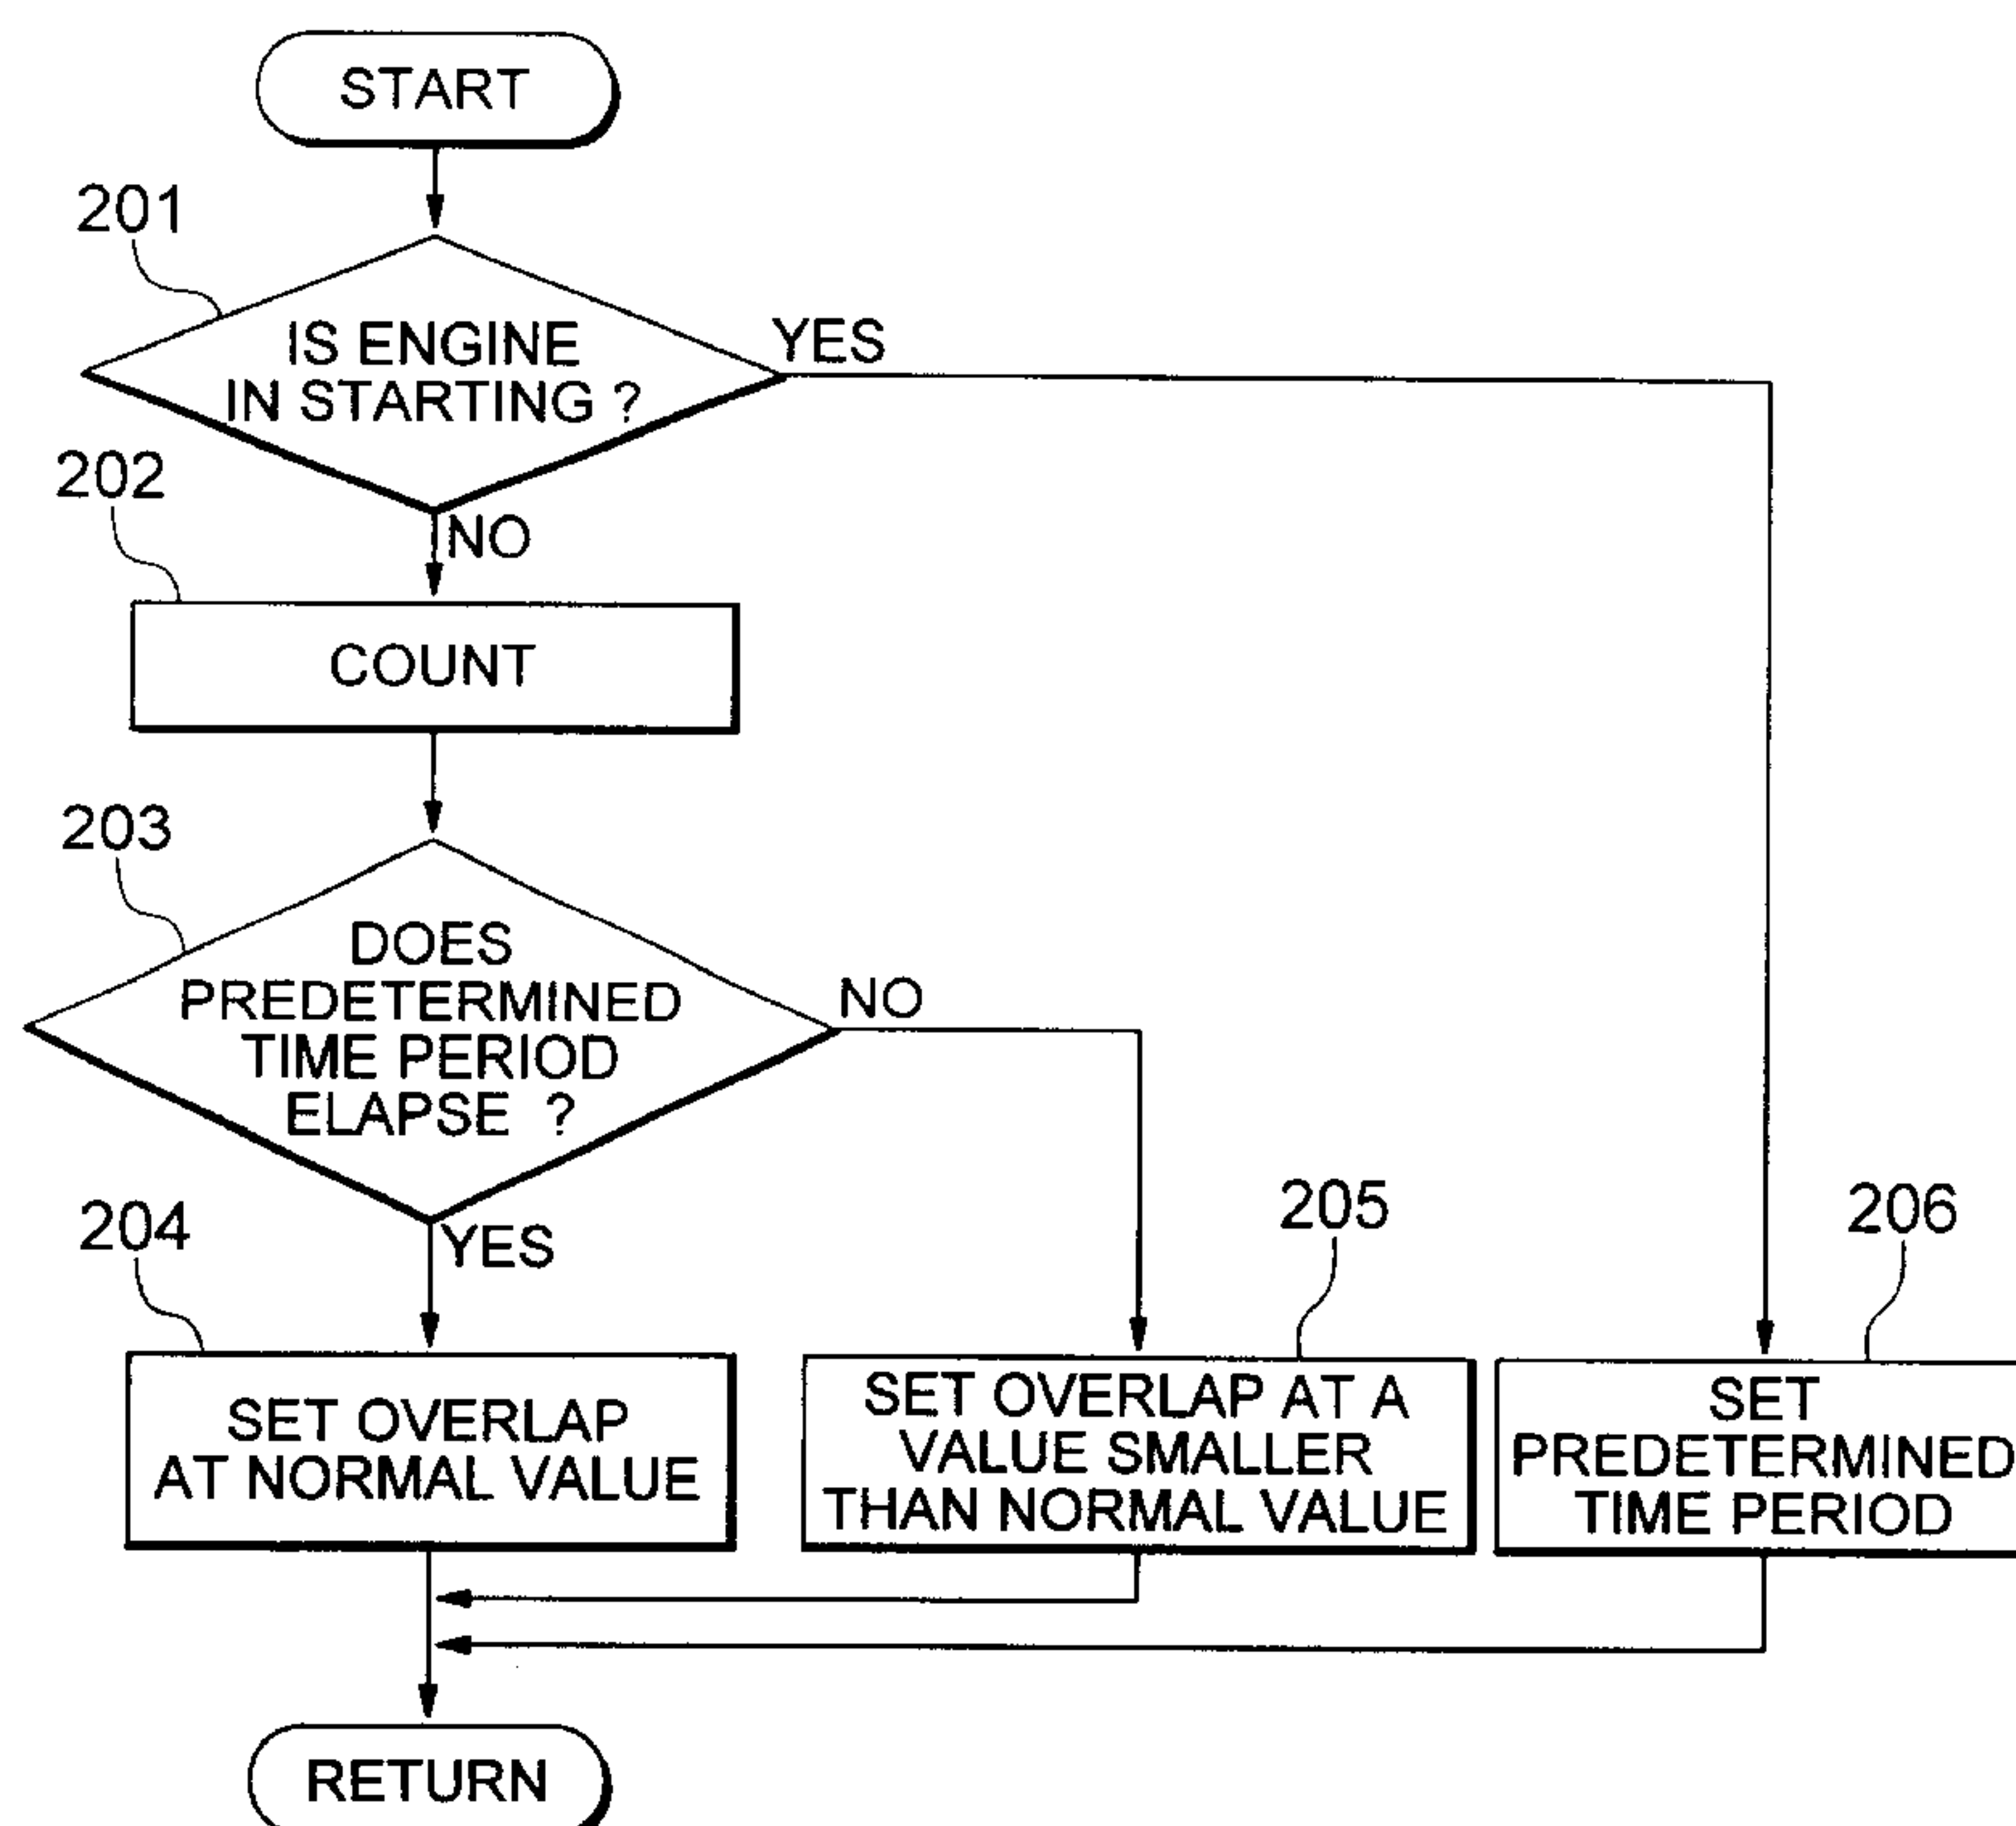 START
201
IS ENGINE
IN STARTING ?
YES
202
NO
COUNT
203
DOES
PREDETERMINED
TIME PERIOD
ELAPSE ?
NO
204
YES
205
206
SET OVERLAP
AT NORMAL VALUE
SET OVERLAP AT A
VALUE SMALLER
THAN NORMAL VALUE
SET
PREDETERMINED
TIME PERIOD
RETURN